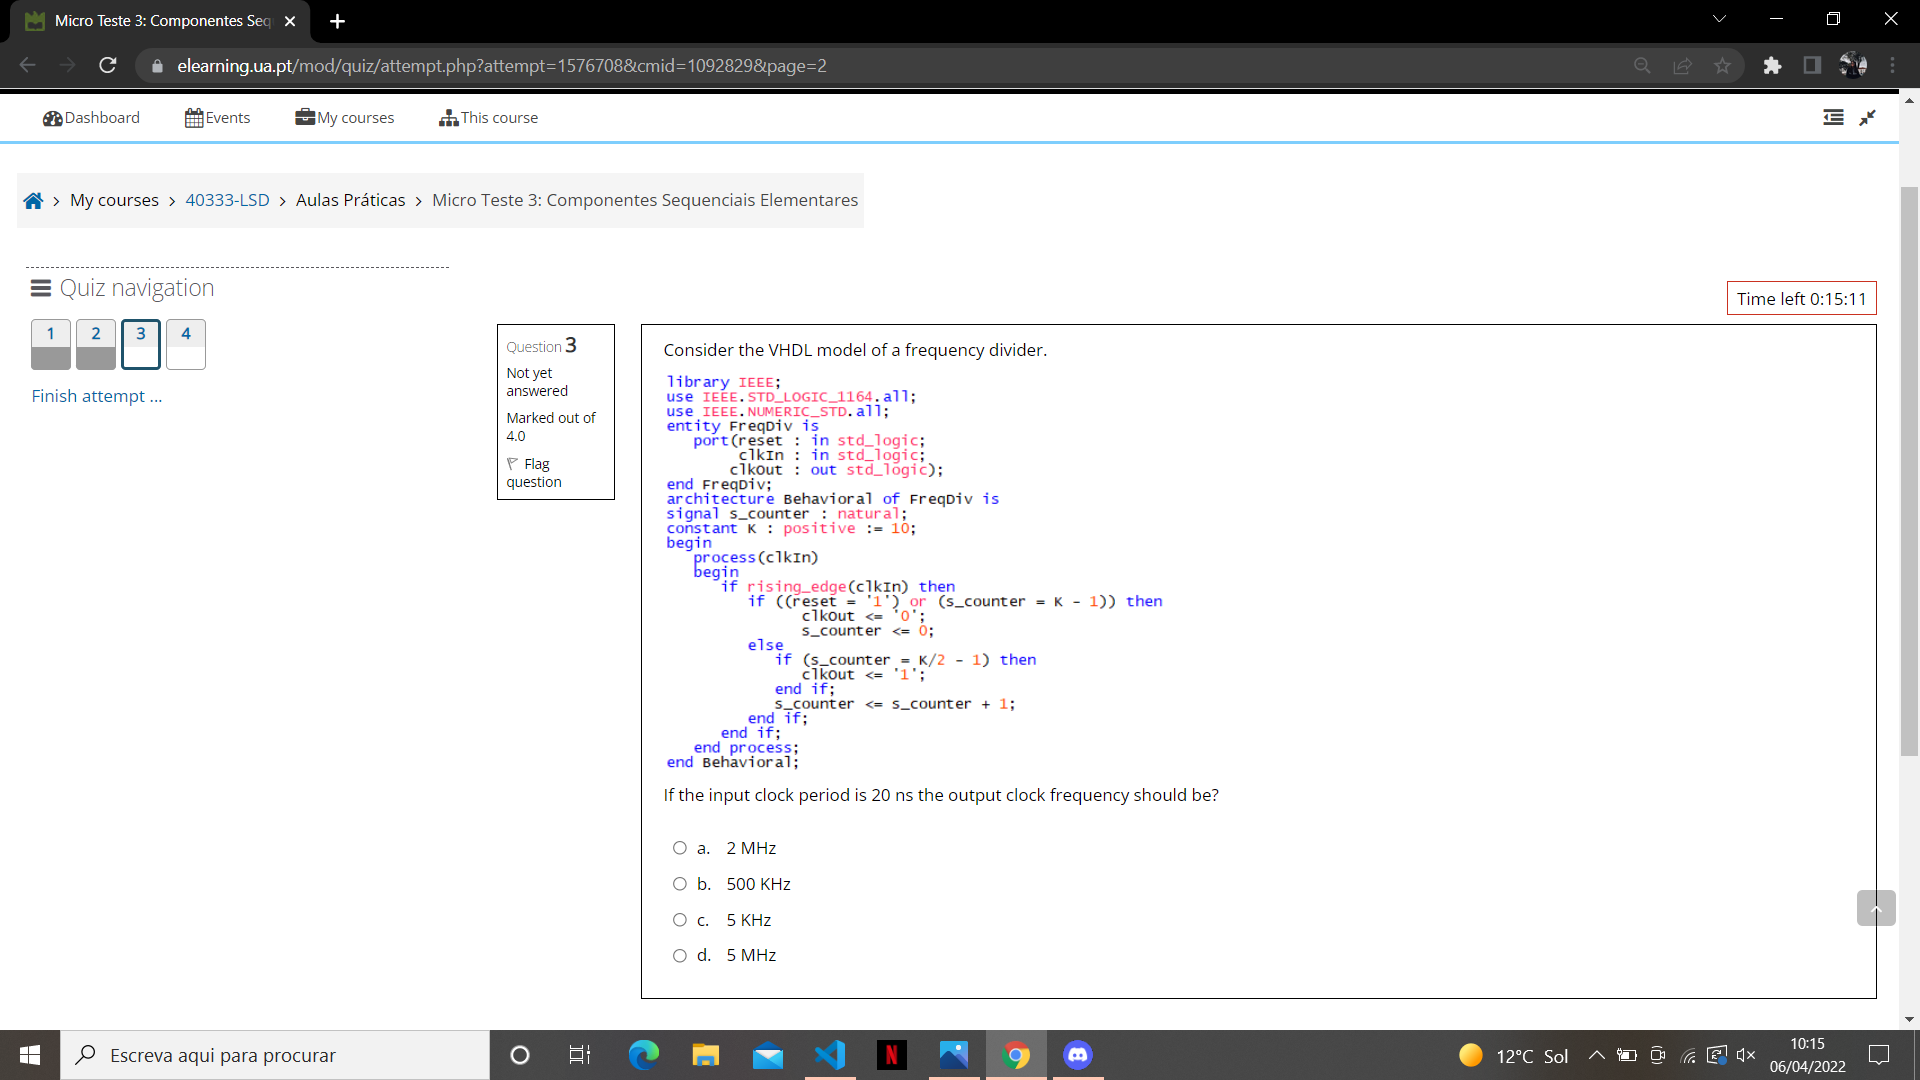 Micro Teste 3: Componentes Seq
elearning.ua.pt/mod/quiz/attempt.php?attempt=1576708&cmid=1092829&page=2
Dashboard Events My courses This course
My courses > 40333-LSD > Aulas Práticas > Micro Teste 3: Componentes Sequenciais Elementares
Quiz navigation
1 2 3 4
Finish attempt ...
Time left 0:15:11
Question 3
Not yet
answered
Marked out of
4.0
Flag
question
Consider the VHDL model of a frequency divider.
library IEEE;
use IEEE.STD_LOGIC_1164.all;
use IEEE.NUMERIC_STD.all;
entity FreqDiv is
port(reset : in std_logic;
clkIn : in std_logic;
clkOut : out std_logic);
end FreqDiv;
architecture Behavioral of FreqDiv is
signal s_counter : natural;
constant K : positive := 10;
begin
process(clkIn)
begin
if rising_edge(clkIn) then
if ((reset = '1') or (s_counter = K - 1)) then
clkOut <= '0';
s_counter <= 0;
else
if (s_counter = K/2 - 1) then
clkOut <= '1';
end if;
s_counter <= s_counter + 1;
end if;
end if;
end process;
end Behavioral;
If the input clock period is 20 ns the output clock frequency should be?
a. 2 MHz
b. 500 KHz
c. 5 KHz
d. 5 MHz
Escreva aqui para procurar
N
12°C Sol
10:15
06/04/2022